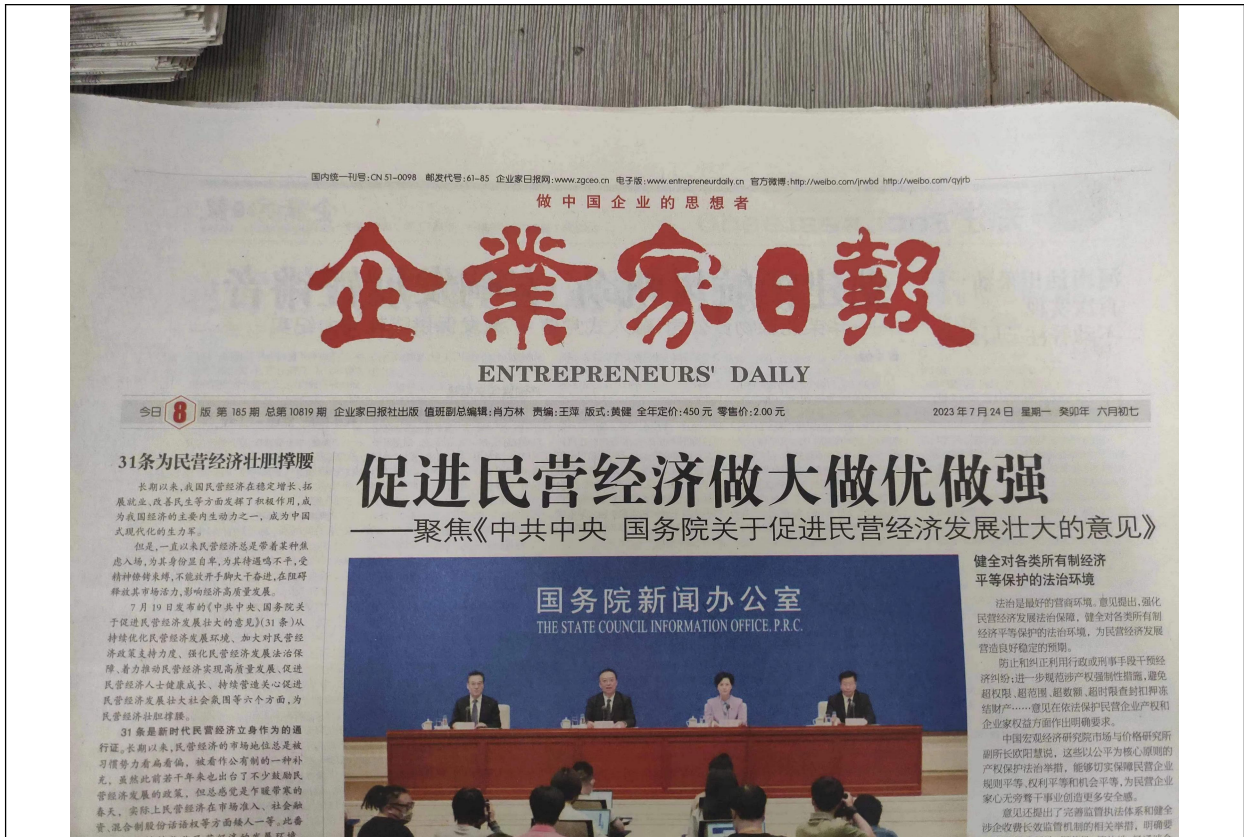 国内统一刊号:CN 51-0098 邮发代号:61-85 企业家日报网:www.zgceo.cn 电子版:www.entrepreneurdaily.cn 官方微博:http://weibo.com/jrwbd http://weibo.com/qyjrb
做中国企业的思想者
企業家日報
ENTREPRENEURS' DAILY
今日8版 第185期 总第10819期 企业家日报社出版 值班副总编辑:肖方林 责编:王萍 版式:黄健 全年定价:450元 零售价:2.00元
2023年7月24日 星期一 癸卯年 六月初七
31条为民营经济壮胆撑腰
长期以来,我国民营经济在稳定增长、拓
展就业、改善民生等方面发挥了积极作用,成
为我国经济的主要内生动力之一,成为中国
式现代化的生力军。
但是,一直以来民营经济总是带着某种焦
虑入场,为其身份显自卑,为其待遇鸣不平,受
精神镣铐束缚,不能放开手脚大干奋进,在阻碍
释放其市场活力,影响经济高质量发展。
7月19日发布的《中共中央、国务院关
于促进民营经济发展壮大的意见》(31条)从
持续优化民营经济发展环境、加大对民营经
济政策支持力度、强化民营经济发展法治保
障、着力推动民营经济实现高质量发展、促进
民营经济人士健康成长、持续营造关心促进
民营经济发展壮大社会氛围等六个方面,为
民营经济壮胆撑腰。
31条是新时代民营经济立身作为的通
行证。长期以来,民营经济的市场地位总是被
习惯势力看扁看偏,被看作公有制的一种补
充,虽然此前若干年来也出台了不少鼓励民
营经济发展的政策,但总感觉是乍暖带寒的
春天,实际上民营经济在市场准入、社会融
资、混合制股份话语权等方面矮人一等。此番
促进民营经济做大做优做强
——聚焦《中共中央 国务院关于促进民营经济发展壮大的意见》
国务院新闻办公室
THE STATE COUNCIL INFORMATION OFFICE, P.R.C.
健全对各类所有制经济
平等保护的法治环境
法治是最好的营商环境。意见提出,强化
民营经济发展法治保障,健全对各类所有制
经济平等保护的法治环境,为民营经济发展
营造良好稳定的预期。
防止和纠正利用行政或刑事手段干预经
济纠纷;进一步规范涉产权强制性措施,避免
超权限、超范围、超数额、超时限查封扣押冻
结财产……意见在依法保护民营企业产权和
企业家权益方面作出明确要求。
中国宏观经济研究院市场与价格研究所
副所长欧阳慧说,这些以公平为核心原则的
产权保护法治举措,能够切实保障民营企业
规则平等、权利平等和机会平等,为民营企业
家心无旁骛干事业创造更多安全感。
意见还提出了完善监管执法体系和健全
涉企收费长效监管机制的相关举措,明确要